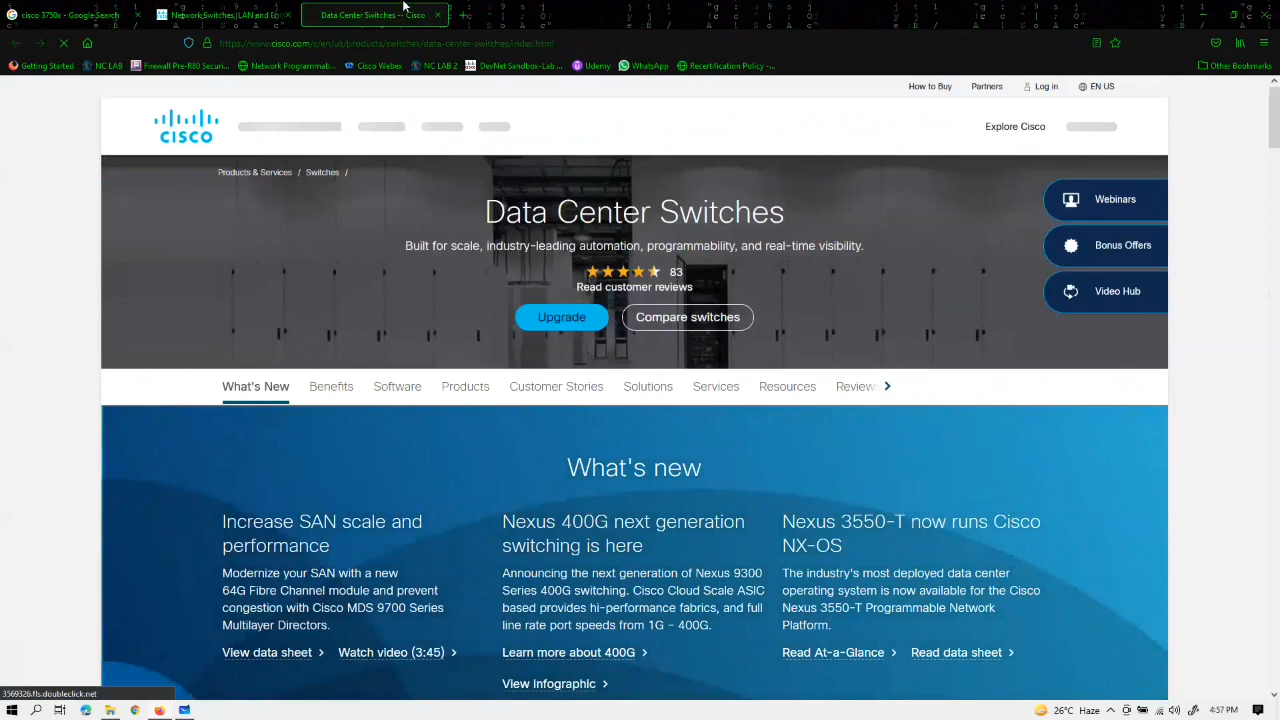 cisco 3750x - Google Search
Network Switches, LAN and En
Data Center Switches -- Cisco
https://www.cisco.com/c/en/us/products/switches/data-center-switches/index.html
Getting Started
NC LAB
Firewall Pre-R80 Securi...
Network Programmab...
Cisco Webex
NC LAB 2
DevNet Sandbox-Lab ...
Udemy
WhatsApp
Recertification Policy -...
Other Bookmarks
How to Buy
Partners
Log in
EN US
CISCO
Explore Cisco
Products & Services / Switches /
Data Center Switches
Built for scale, industry-leading automation, programmability, and real-time visibility.
83
Read customer reviews
Upgrade
Compare switches
Webinars
Bonus Offers
Video Hub
What's New
Benefits
Software
Products
Customer Stories
Solutions
Services
Resources
Review
What's new
Increase SAN scale and
performance
Modernize your SAN with a new
64G Fibre Channel module and prevent
congestion with Cisco MDS 9700 Series
Multilayer Directors.
View data sheet
Watch video (3:45)
Nexus 400G next generation
switching is here
Announcing the next generation of Nexus 9300
Series 400G switching. Cisco Cloud Scale ASIC
based provides hi-performance fabrics, and full
line rate port speeds from 1G – 400G.
Learn more about 400G
View Infographic
Nexus 3550-T now runs Cisco
NX-OS
The industry's most deployed data center
operating system is now available for the Cisco
Nexus 3550-T Programmable Network
Platform.
Read At-a-Glance
Read data sheet
3569326.fls.doubleclick.net
26°C Haze
4:57 PM